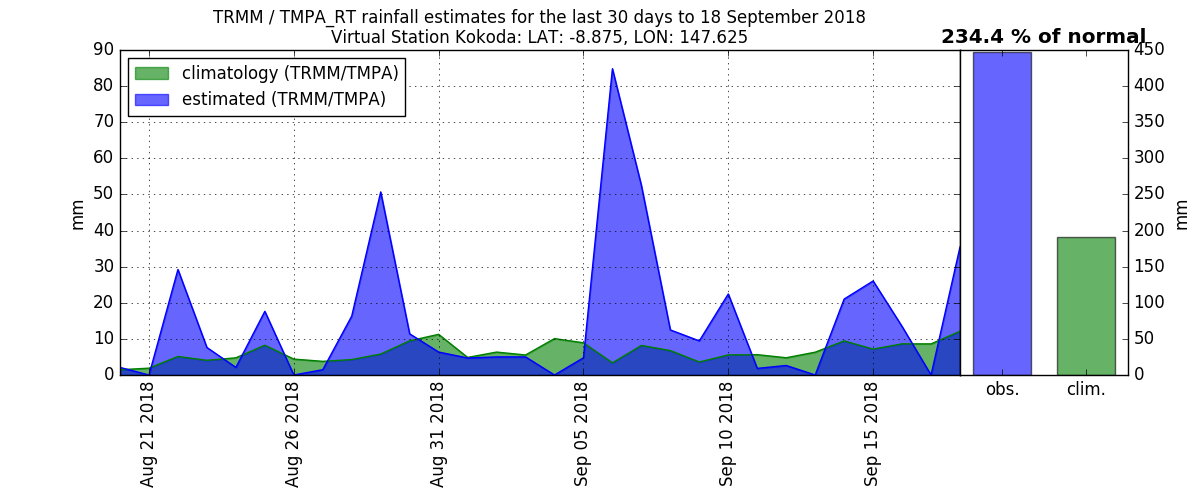 TRMM / TMPA_RT rainfall estimates for the last 30 days to 18 September 2018
Virtual Station Kokoda: LAT: -8.875, LON: 147.625
234.4 % of normal
climatology (TRMM/TMPA)
estimated (TRMM/TMPA)
90
80
70
60
50
40
30
20
10
0
mm
Aug 21 2018
Aug 26 2018
Aug 31 2018
Sep 05 2018
Sep 10 2018
Sep 15 2018
obs.
clim.
450
400
350
300
250
200
150
100
50
0
mm